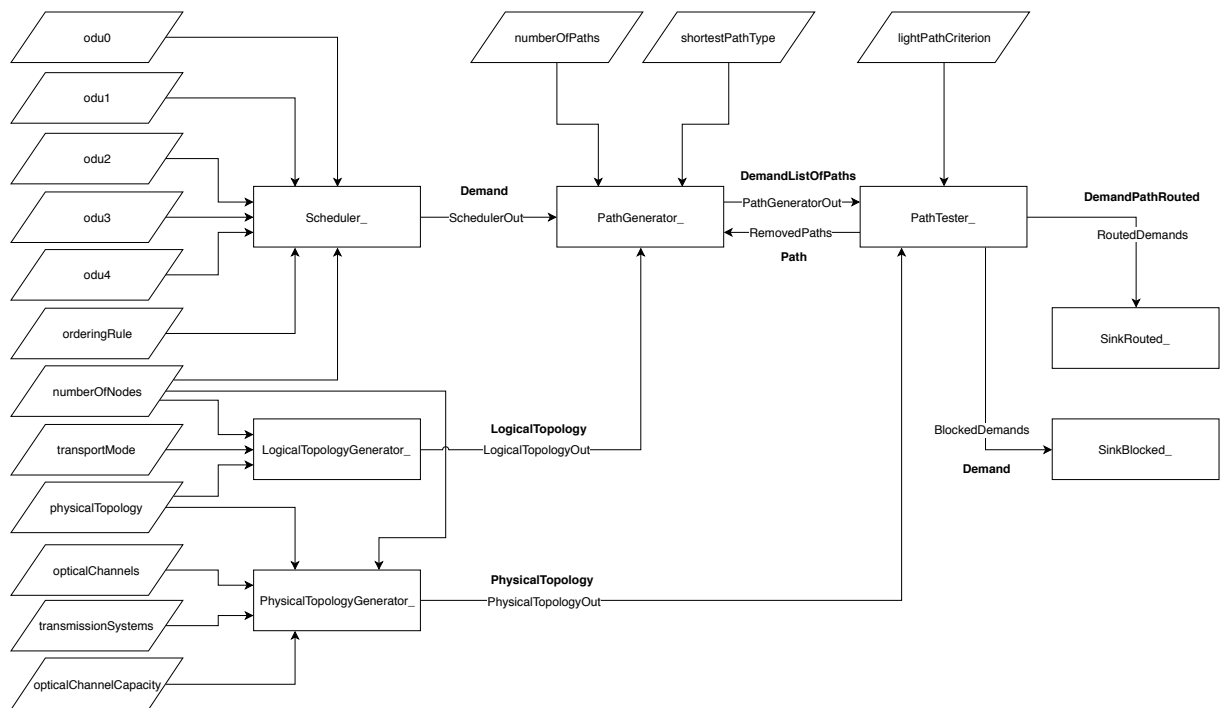 odu0
numberOfPaths
shortestPathType
lightPathCriterion
odu1
odu2
odu3
odu4
orderingRule
numberOfNodes
transportMode
physicalTopology
opticalChannels
transmissionSystems
opticalChannelCapacity
Scheduler_
Demand
SchedulerOut
PathGenerator_
DemandListOfPaths
PathGeneratorOut
RemovedPaths
Path
PathTester_
DemandPathRouted
RoutedDemands
SinkRouted_
LogicalTopologyGenerator_
LogicalTopology
LogicalTopologyOut
BlockedDemands
Demand
SinkBlocked_
PhysicalTopologyGenerator_
PhysicalTopology
PhysicalTopologyOut